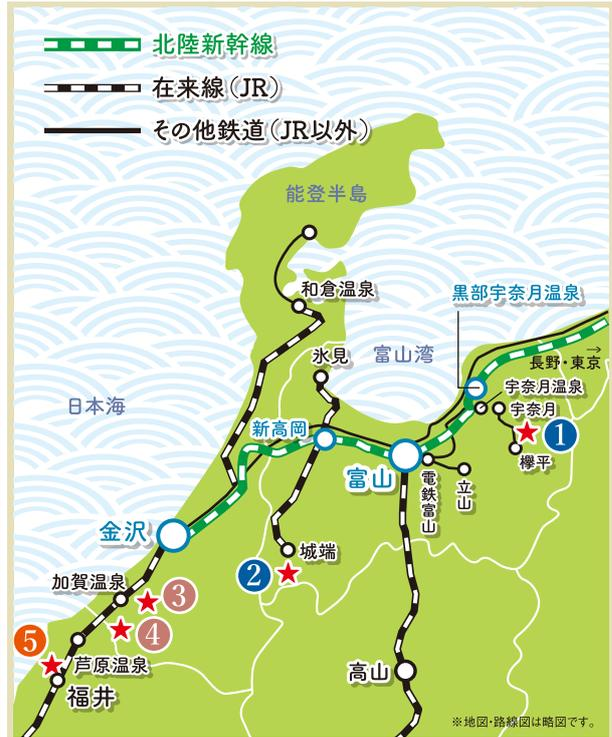 北陸新幹線
在来線（JR）
その他鉄道（JR以外）
能登半島
和倉温泉
黒部宇奈月温泉
氷見
富山湾
→
長野・東京
宇奈月温泉
日本海
宇奈月
1
新高岡
欅平
富山
電鉄富山
立山
金沢
城端
2
加賀温泉
3
4
5
芦原温泉
福井
高山
※地図・路線図は略図です。